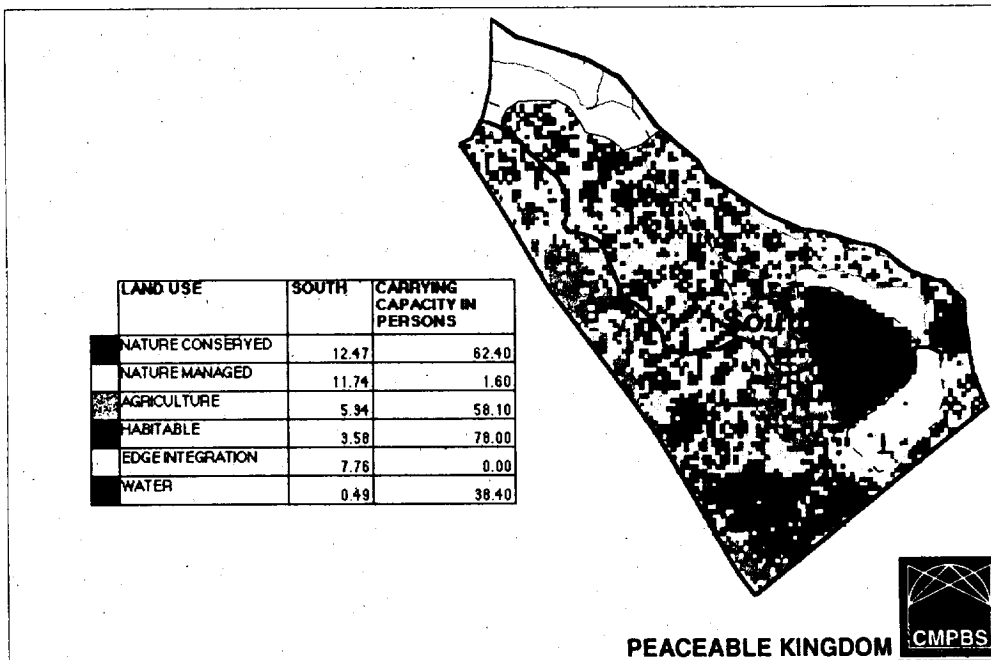 LAND USE SOUTH CARRYING CAPACITY IN PERSONS
NATURE CONSERVED 12.47 62.40
NATURE MANAGED 11.74 1.60
AGRICULTURE 5.94 58.10
HABITABLE 3.58 78.00
EDGE INTEGRATION 7.76 0.00
WATER 0.49 38.40
South
PEACEABLE KINGDOM
CMPBS